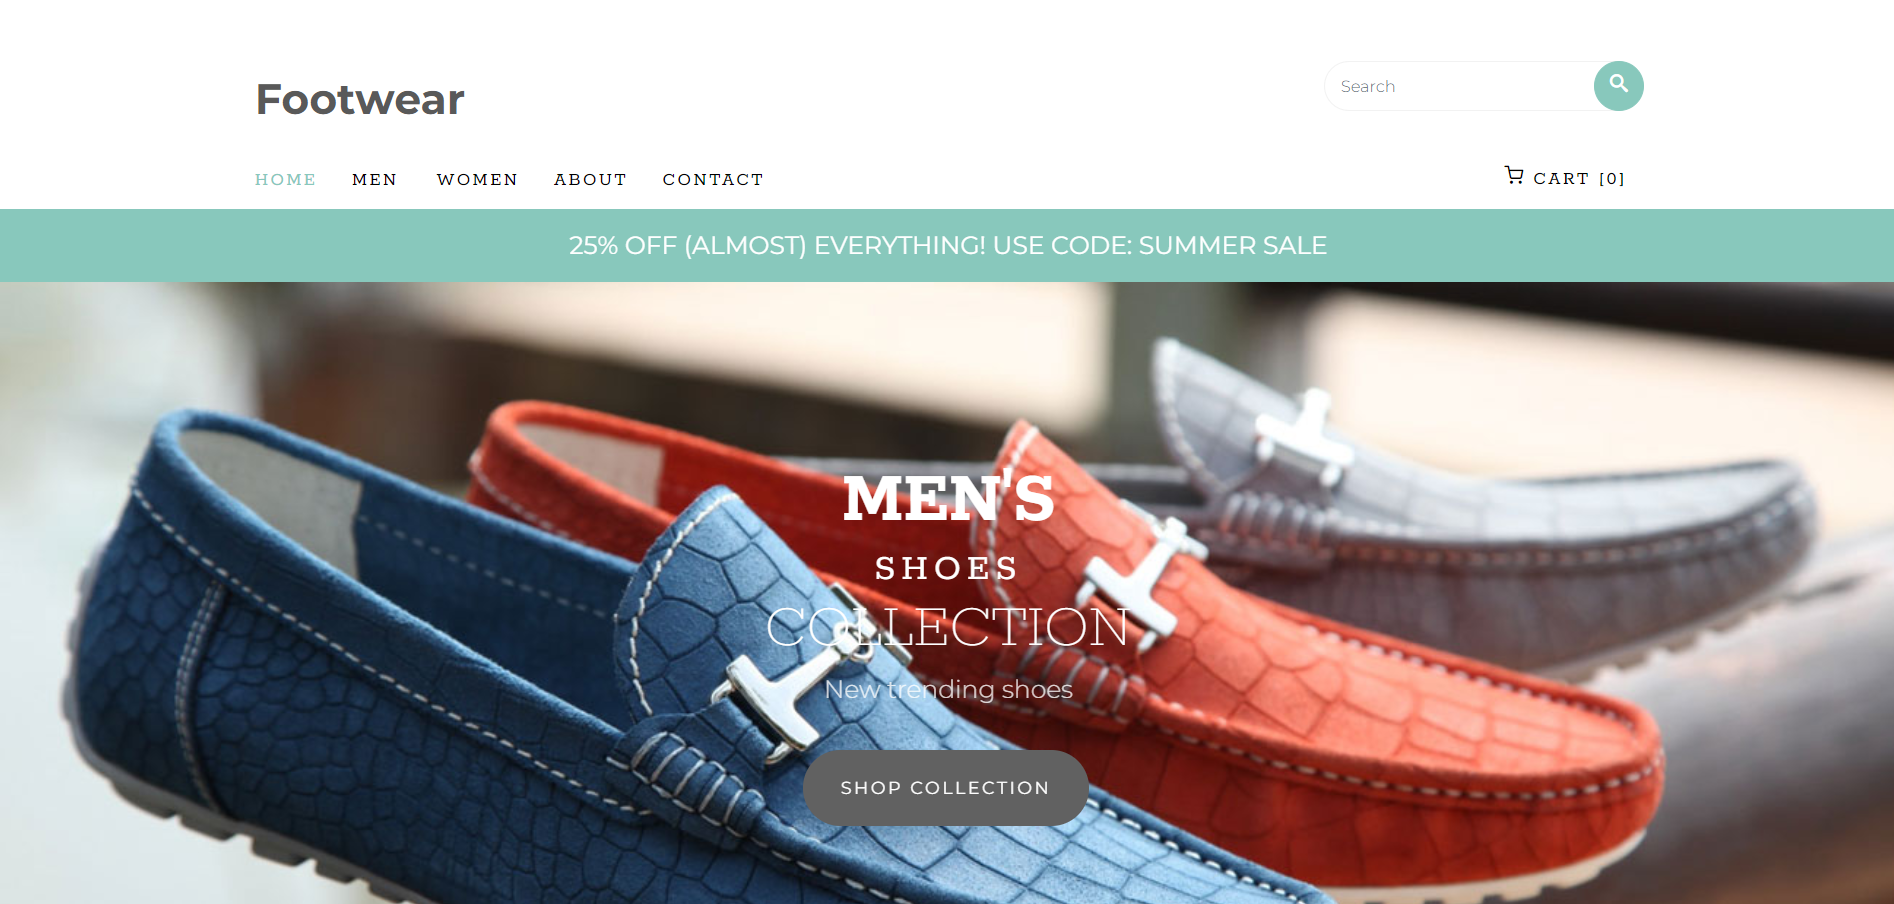 Footwear
Search
HOME MEN WOMEN ABOUT CONTACT
CART [0]
25% OFF (ALMOST) EVERYTHING! USE CODE: SUMMER SALE
MEN'S
SHOES
COLLECTION
New trending shoes
SHOP COLLECTION